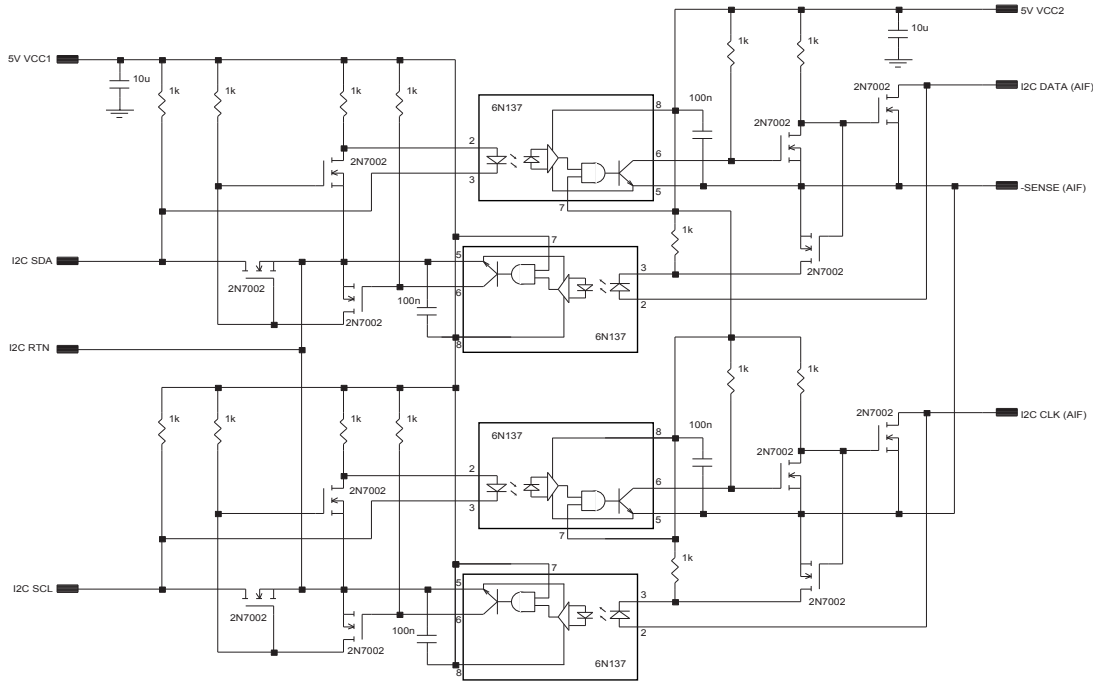 5V VCC2
10u
1k
1k
5V VCC1
10u
1k
1k
1k
1k
2N7002
I2C DATA (AIF)
100n
6N137
8
2N7002
2
2N7002
6
3
5
-SENSE (AIF)
7
1k
7
I2C SDA
5
3
2N7002
2N7002
6
100n
2
2N7002
6N137
8
I2C RTN
1k
1k
1k
1k
1k
1k
2N7002
I2C CLK (AIF)
100n
6N137
8
2N7002
2
2N7002
6
3
5
7
1k
7
I2C SCL
5
3
2N7002
2N7002
6
100n
2
2N7002
6N137
8